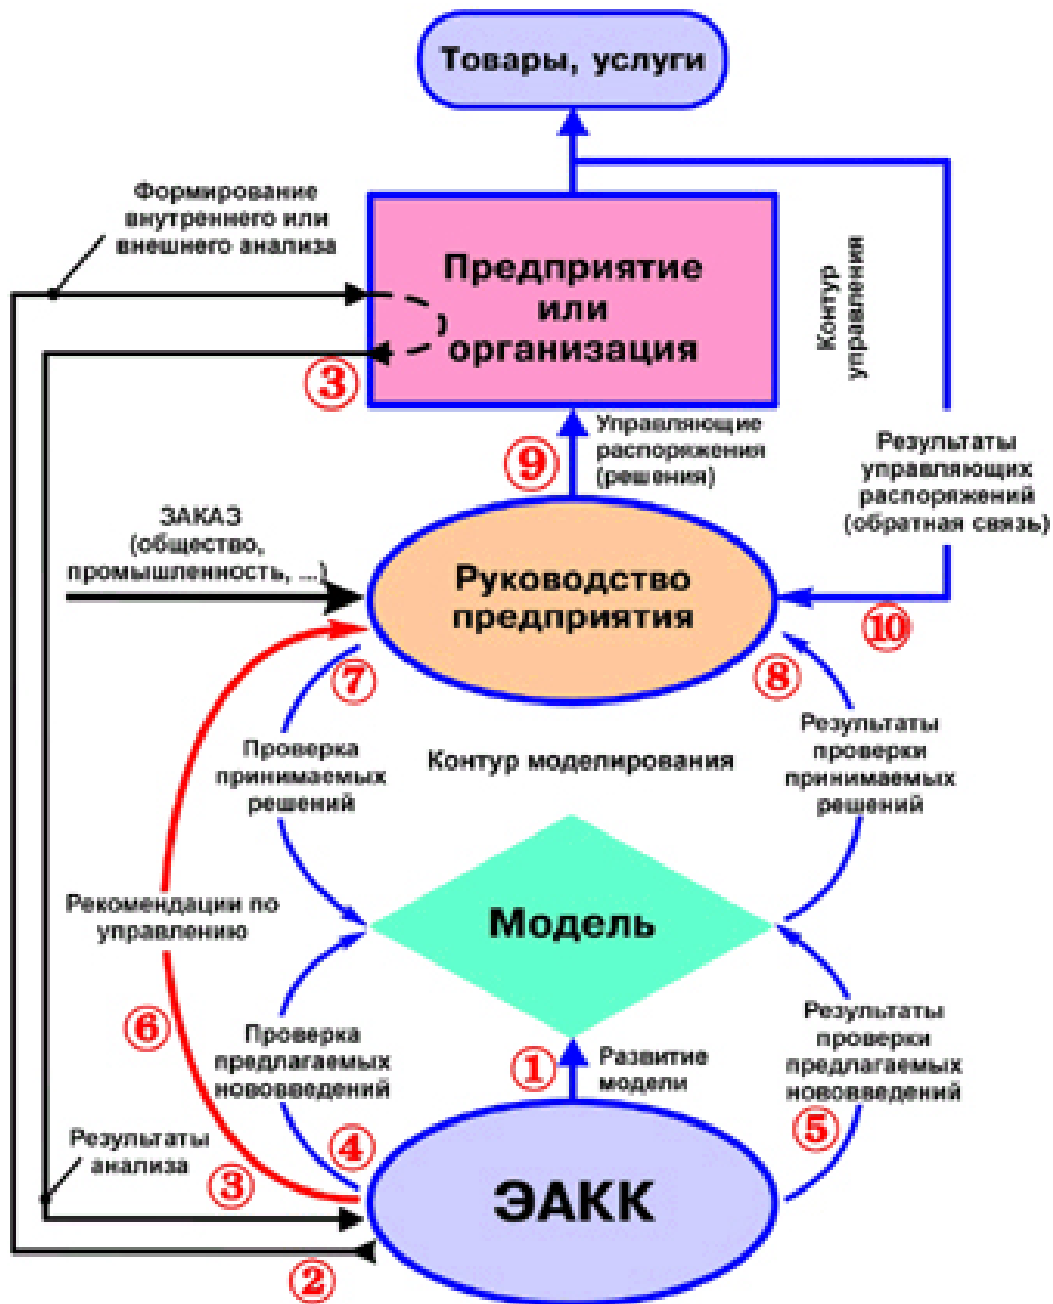 Товары, услуги
Формирование
внутреннего или
внешнего анализа
Предприятие
или
организация
Контур
управления
③
Управляющие
распоряжения
(решения)
⑨
Результаты
управляющих
распоряжений
(обратная связь)
ЗАКАЗ
(общество,
промышленность, ...)
Руководство
предприятия
⑩
⑦
⑧
Проверка
принимаемых
решений
Контур моделирования
Результаты
проверки
принимаемых
решений
Рекомендации по
управлению
Модель
⑥
Проверка
предлагаемых
нововведений
①
Развитие
модели
Результаты
проверки
предлагаемых
нововведений
④
⑤
Результаты
анализа
③
ЭАКК
②